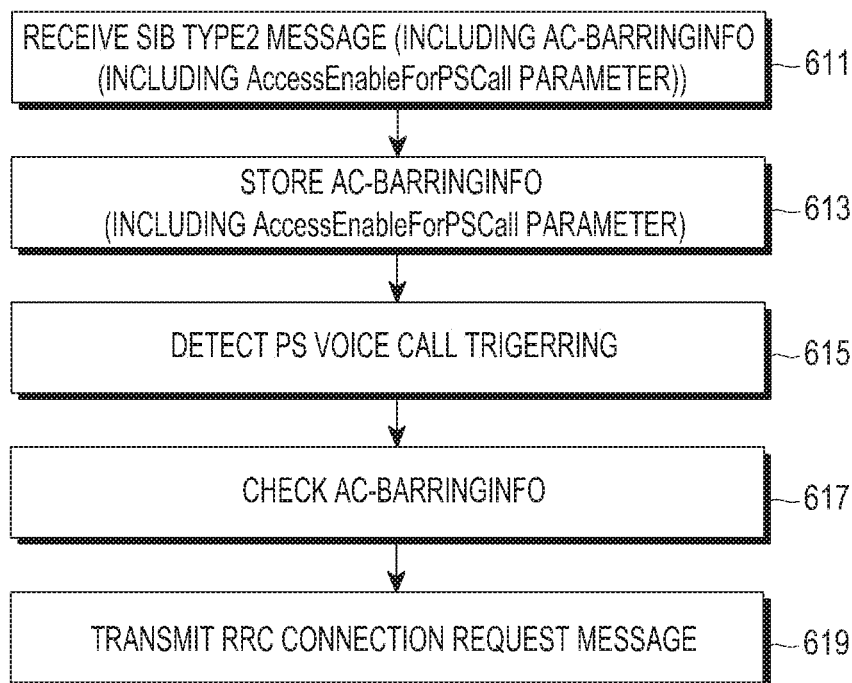 RECEIVE SIB TYPE2 MESSAGE (INCLUDING AC-BARRINGINFO
(INCLUDING AccessEnableForPSCall PARAMETER))
611
STORE AC-BARRINGINFO
(INCLUDING AccessEnableForPSCall PARAMETER)
613
DETECT PS VOICE CALL TRIGERRING
615
CHECK AC-BARRINGINFO
617
TRANSMIT RRC CONNECTION REQUEST MESSAGE
619